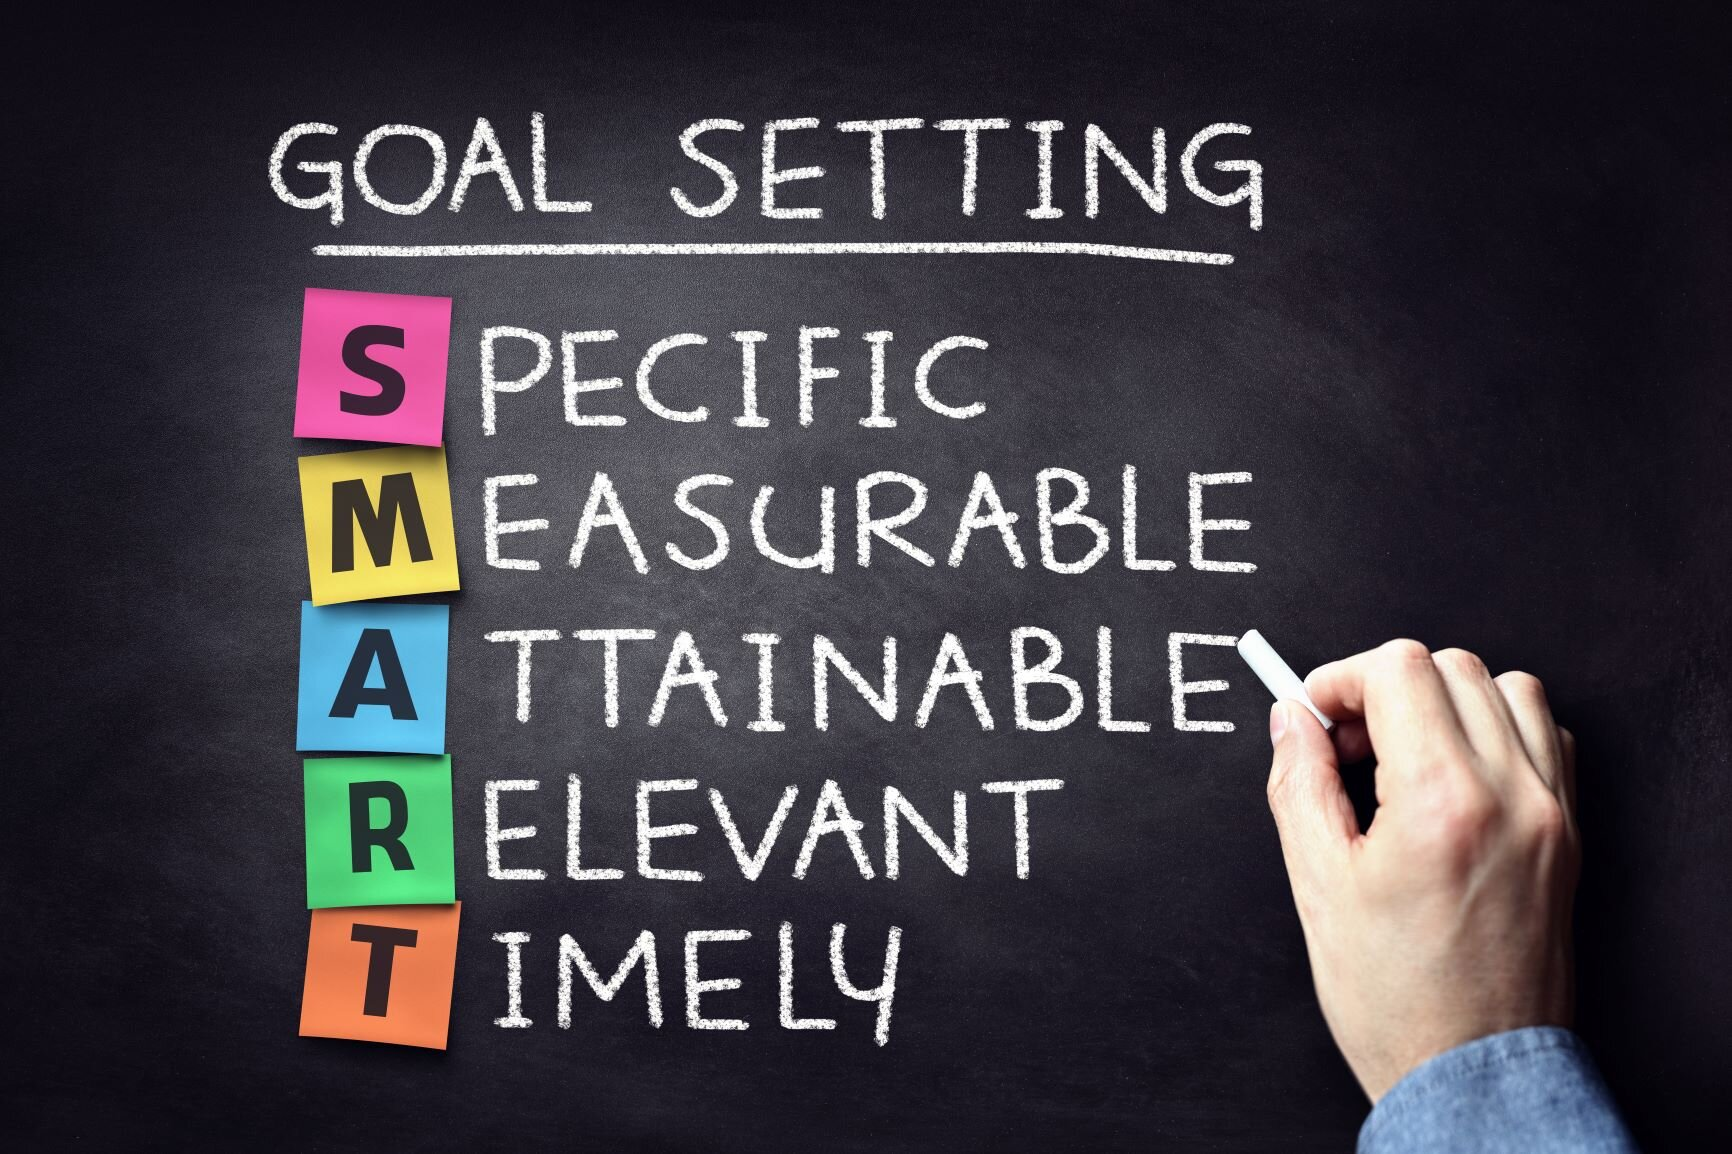 GOAL SETTING
SPECIFIC
MEASURABLE
ATTAINABLE
RELEVANT
TIMELY